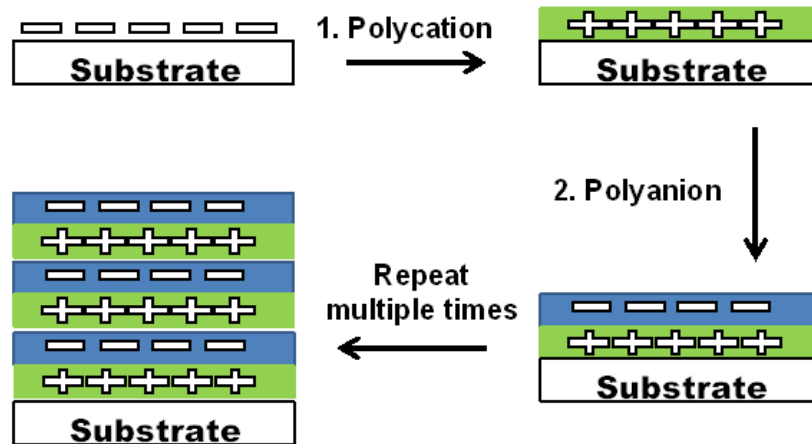 1. Polycation
Substrate
Substrate
2. Polyanion
Repeat
multiple times
Substrate
Substrate